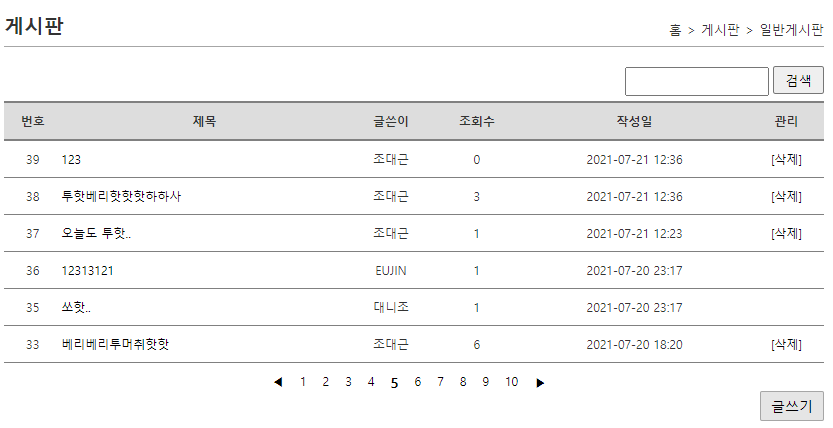 게시판
홈 > 게시판 > 일반게시판
검색
번호 제목 글쓴이 조회수 작성일 관리
39 123 조대근 0 2021-07-21 12:36 [삭제]
38 투핫베리핫핫핫하하사 조대근 3 2021-07-21 12:36 [삭제]
37 오늘도 투핫.. 조대근 1 2021-07-21 12:23 [삭제]
36 12313121 EUJIN 1 2021-07-20 23:17
35 쏘핫.. 대니조 1 2021-07-20 23:17
33 베리베리투머취핫핫 조대근 6 2021-07-20 18:20 [삭제]
◀ 1 2 3 4 5 6 7 8 9 10 ▶
글쓰기